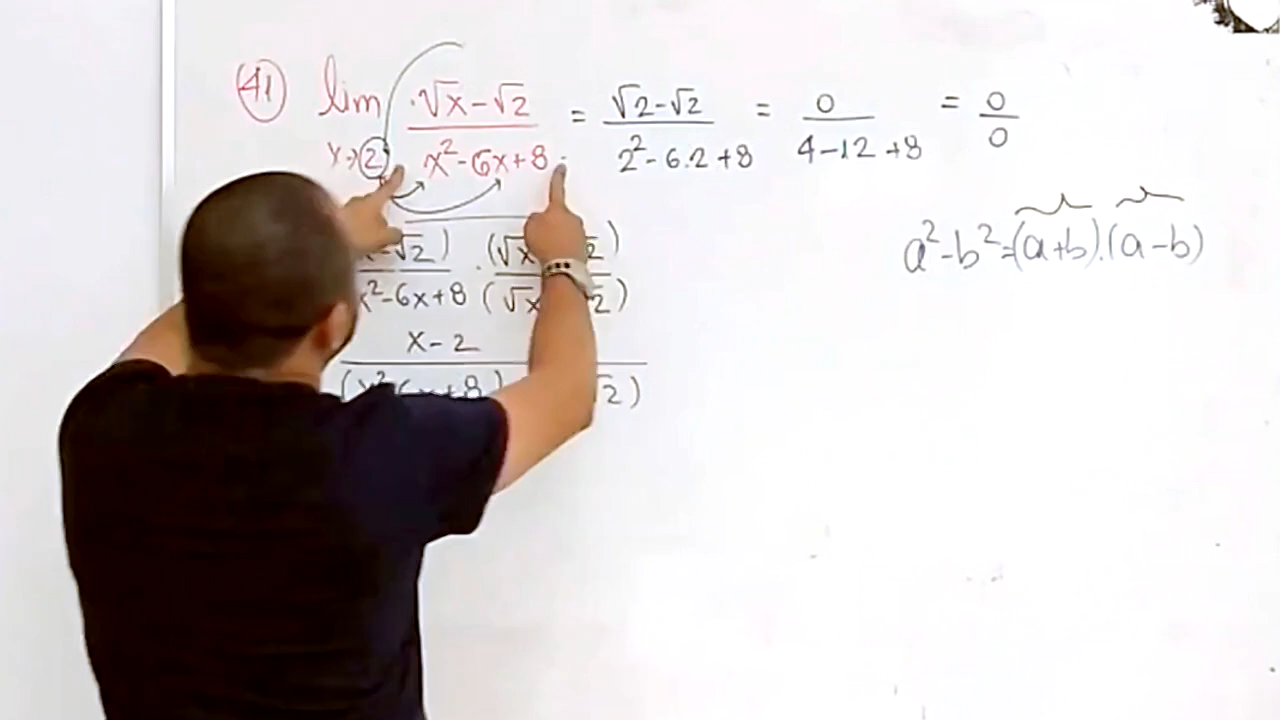 41 lim x→2 (√x − √2)/(x² − 6x + 8) = (√2 − √2)/(2² − 6.2 + 8) = 0/(4 − 12 + 8) = 0/0
a² − b² = (a + b).(a − b)
−√2) . (√x √2)
x² − 6x + 8 (√x √2)
x − 2
(x² 6x + 8) √2)